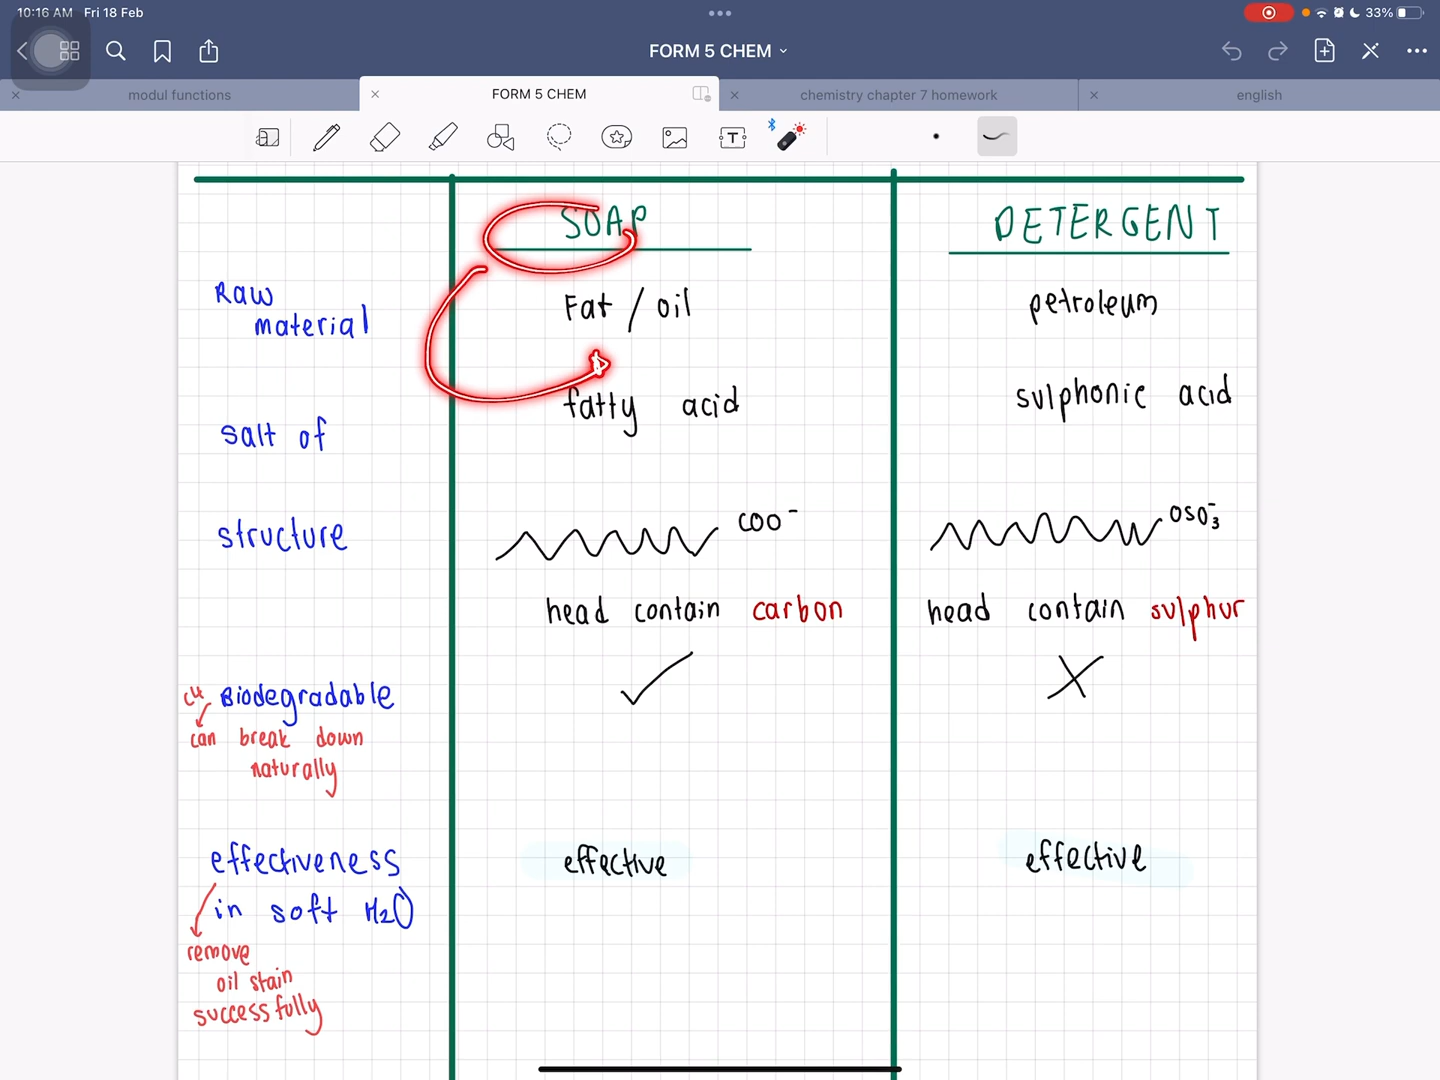 10:16 AM Fri 18 Feb
33%
FORM 5 CHEM
modul functions
FORM 5 CHEM
chemistry chapter 7 homework
english
SOAP
DETERGENT
Raw material
Fat / oil
petroleum
salt of
fatty acid
sulphonic acid
structure
COO⁻
OSO₃⁻
head contain carbon
head contain sulphur
Biodegradable
✓
X
can break down
naturally
effectiveness
in soft H₂O
effective
effective
remove
oil stain
successfully